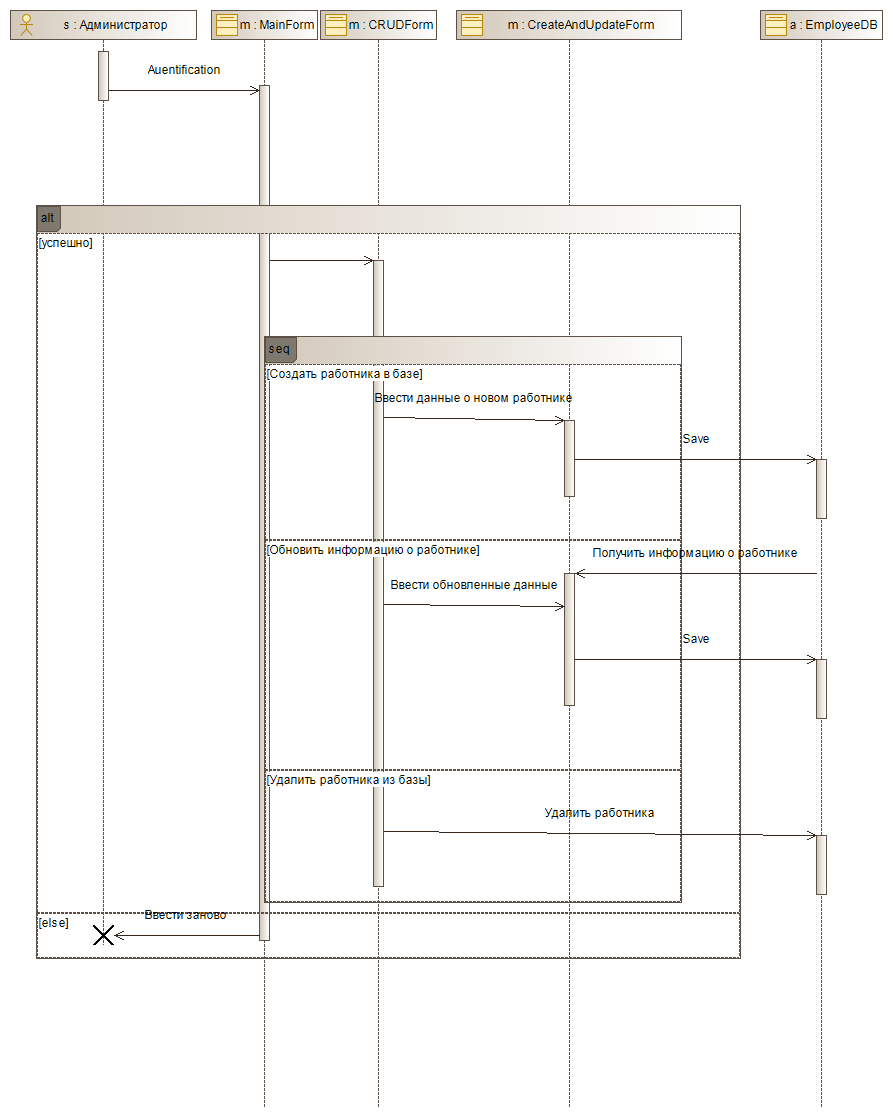 s : Администратор
m : MainForm
m : CRUDForm
m : CreateAndUpdateForm
a : EmployeeDB
Auentification
alt
[успешно]
seq
[Создать работника в базе]
Ввести данные о новом работнике
Save
[Обновить информацию о работнике]
Получить информацию о работнике
Ввести обновленные данные
Save
[Удалить работника из базы]
Удалить работника
[else]
Ввести заново